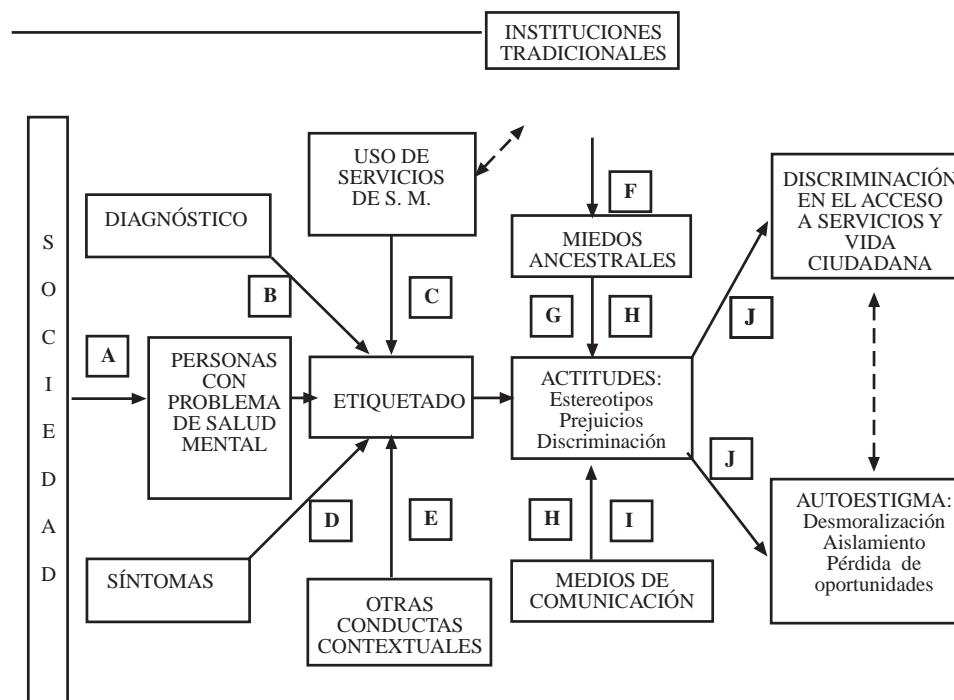 INSTITUCIONES
TRADICIONALES
S
O
C
I
E
D
A
D
USO DE
SERVICIOS
DE S. M.
DIAGNÓSTICO
F
MIEDOS
ANCESTRALES
DISCRIMINACIÓN
EN EL ACCESO
A SERVICIOS Y
VIDA
CIUDADANA
B
C
G
H
J
A
PERSONAS
CON
PROBLEMA
DE SALUD
MENTAL
ETIQUETADO
ACTITUDES:
Estereotipos
Prejuicios
Discriminación
J
D
E
H
I
SÍNTOMAS
OTRAS
CONDUCTAS
CONTEXTUALES
MEDIOS DE
COMUNICACIÓN
AUTOESTIGMA:
Desmoralización
Aislamiento
Pérdida de
oportunidades